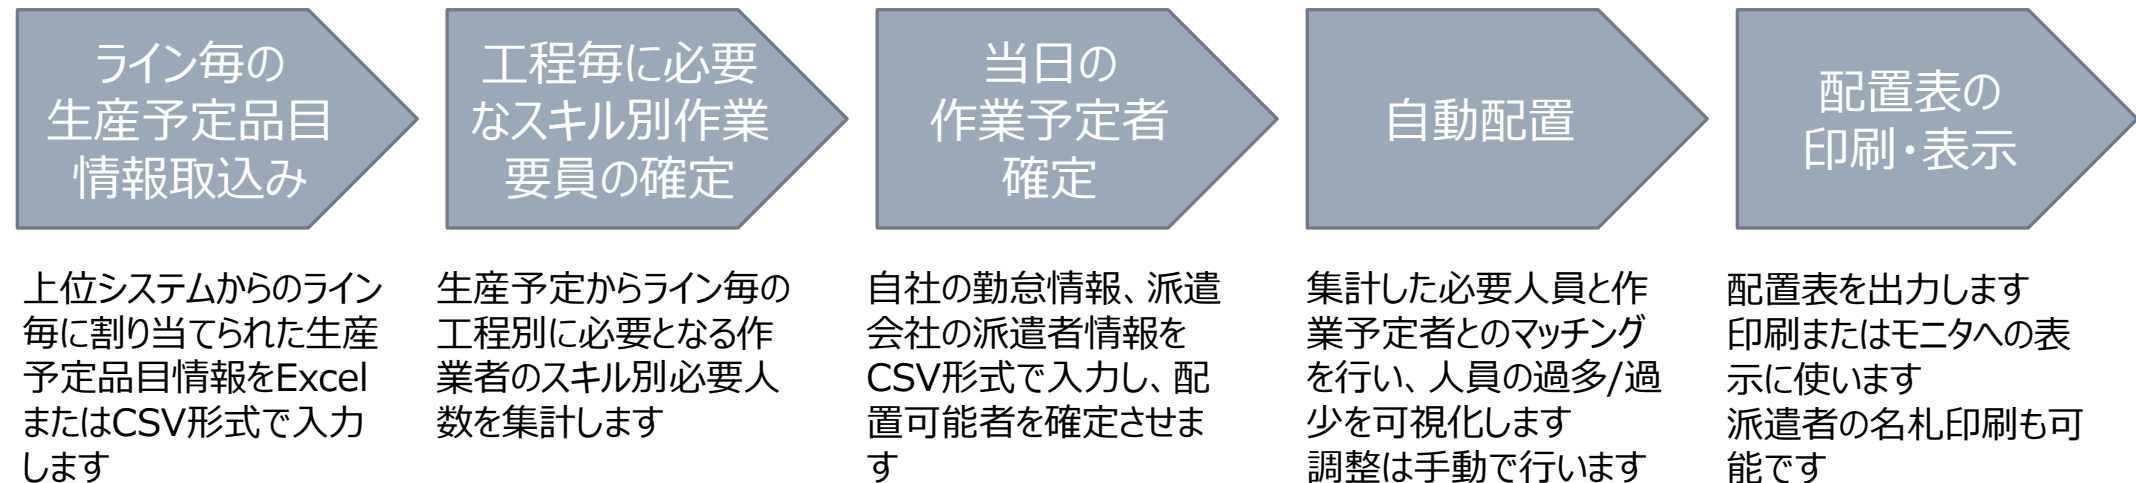 ライン毎の
生産予定品目
情報取込み
工程毎に必要
なスキル別作業
要員の確定
当日の
作業予定者
確定
自動配置
配置表の
印刷・表示
上位システムからのライン
毎に割り当てられた生産
予定品目情報をExcel
またはCSV形式で入力
します
生産予定からライン毎の
工程別に必要となる作
業者のスキル別必要人
数を集計します
自社の勤怠情報、派遣
会社の派遣者情報を
CSV形式で入力し、配
置可能者を確定させま
す
集計した必要人員と作
業予定者とのマッチング
を行い、人員の過多/過
少を可視化します
調整は手動で行います
配置表を出力します
印刷またはモニタへの表
示に使います
派遣者の名札印刷も可
能です